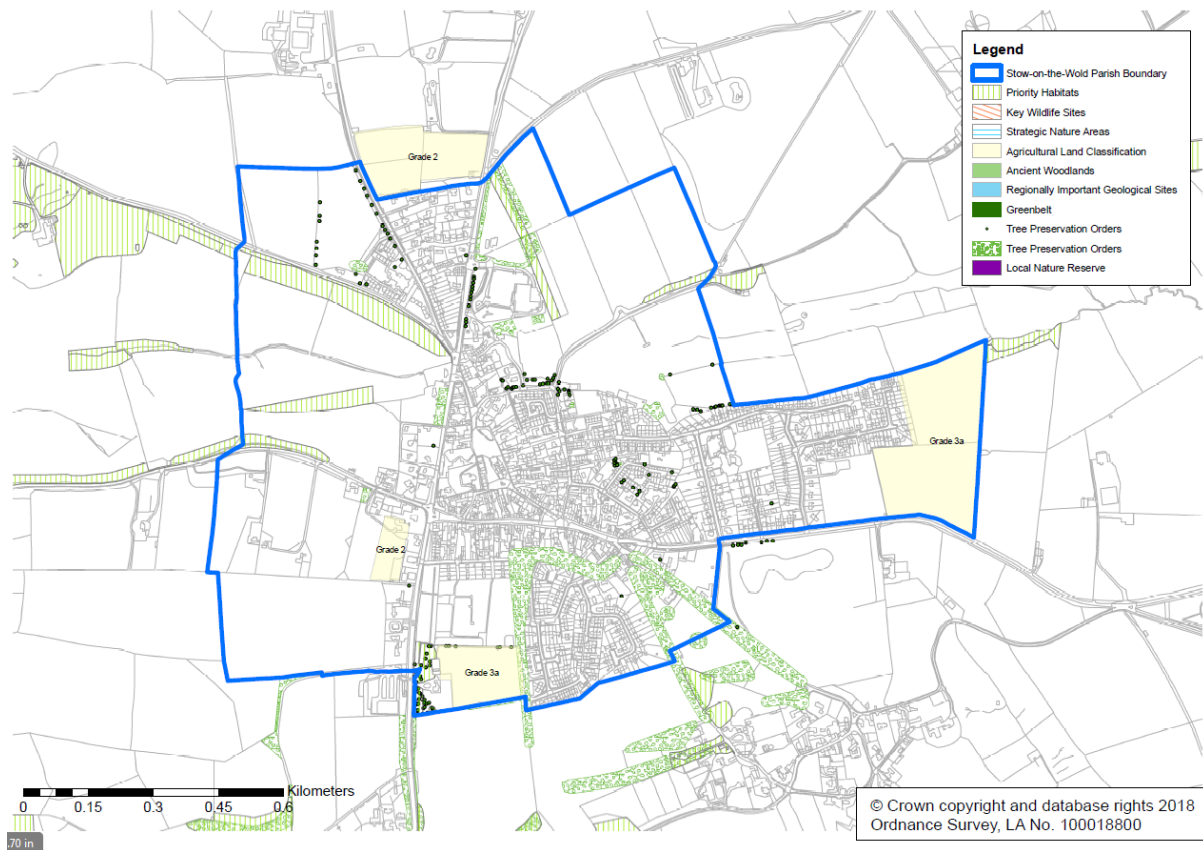 Legend
Stow-on-the-Wold Parish Boundary
Priority Habitats
Key Wildlife Sites
Strategic Nature Areas
Agricultural Land Classification
Ancient Woodlands
Regionally Important Geological Sites
Greenbelt
Tree Preservation Orders
Tree Preservation Orders
Local Nature Reserve
Grade 2
Grade 3a
Grade 2
Grade 3a
Kilometers
0 0.15 0.3 0.45 0.6
© Crown copyright and database rights 2018
Ordnance Survey, LA No. 100018800
.70 in